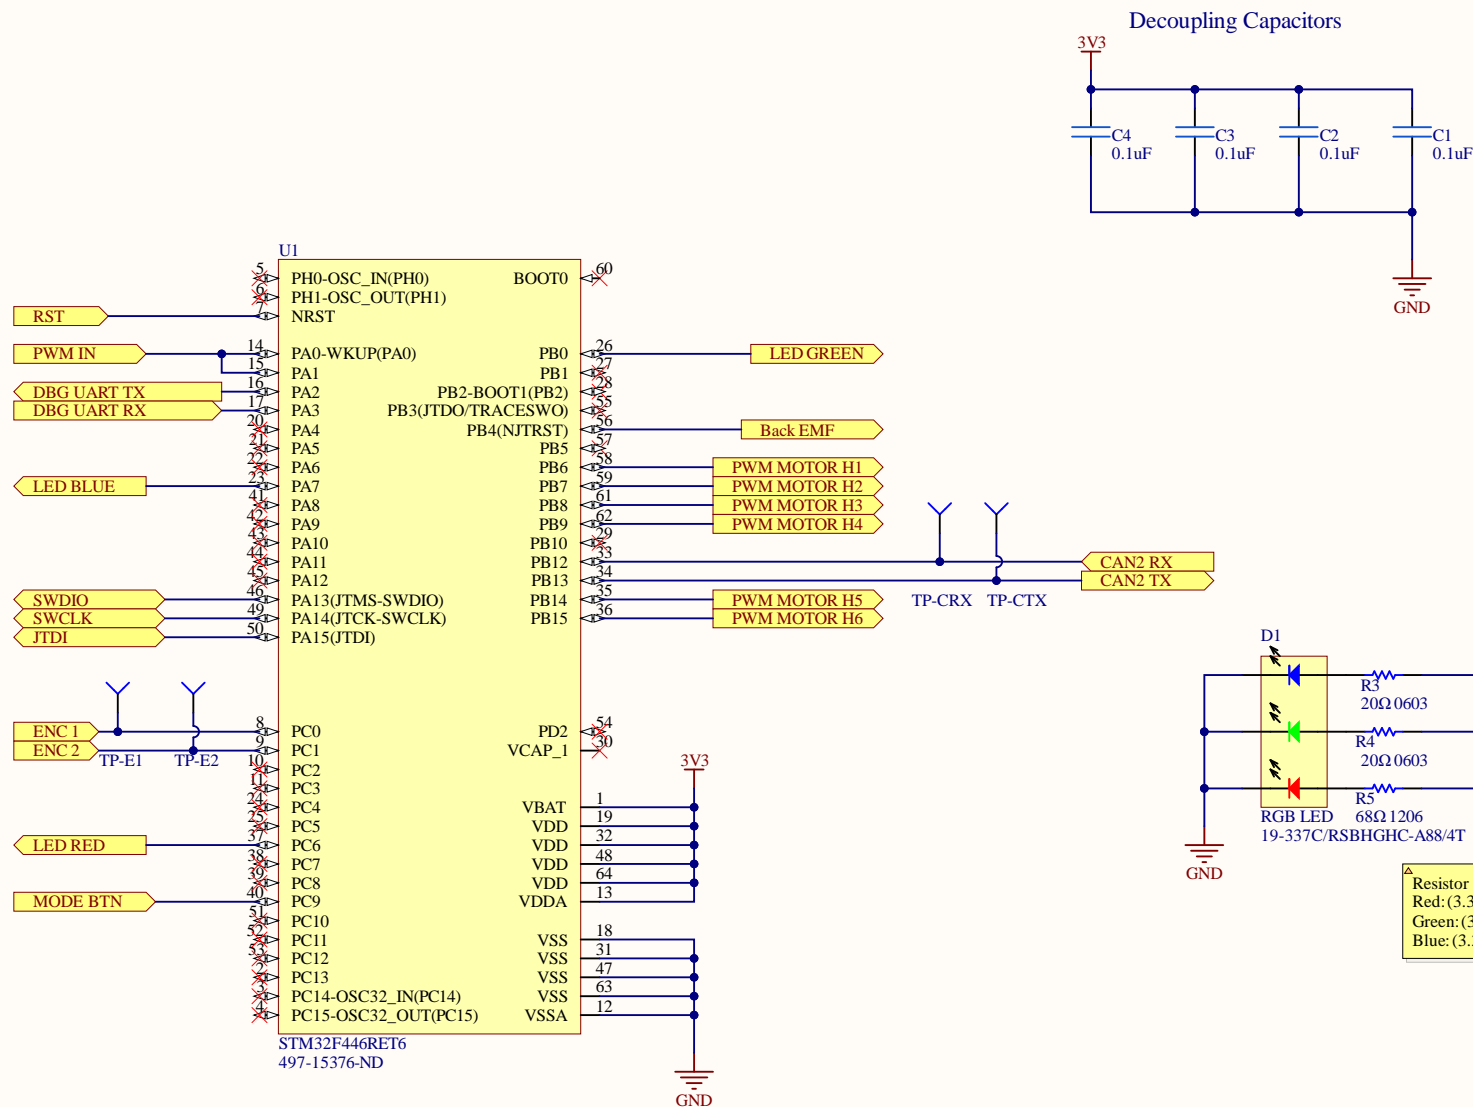 Decoupling Capacitors
3V3
C4
0.1uF
C3
0.1uF
C2
0.1uF
C1
0.1uF
GND
U1
5 PH0-OSC_IN(PH0) BOOT0 60
6 PH1-OSC_OUT(PH1)
RST 7 NRST
PWM IN 14 PA0-WKUP(PA0) PB0 26 LED GREEN
15 PA1 PB1 27
DBG UART TX 16 PA2 PB2-BOOT1(PB2) 28
DBG UART RX 17 PA3 PB3(JTDO/TRACESWO) 55
20 PA4 PB4(NJTRST) 56 Back EMF
21 PA5 PB5 57
22 PA6 PB6 58 PWM MOTOR H1
LED BLUE 23 PA7 PB7 59 PWM MOTOR H2
41 PA8 PB8 61 PWM MOTOR H3
42 PA9 PB9 62 PWM MOTOR H4
43 PA10 PB10 29
44 PA11 PB12 33 CAN2 RX
45 PA12 PB13 34 CAN2 TX
SWDIO 46 PA13(JTMS-SWDIO) PB14 35 PWM MOTOR H5
TP-CRX TP-CTX
SWCLK 49 PA14(JTCK-SWCLK) PB15 36 PWM MOTOR H6
JTDI 50 PA15(JTDI)
ENC 1 8 PC0 PD2 54
ENC 2 9 PC1 VCAP_1 30
TP-E1 TP-E2
10 PC2
11 PC3
3V3
24 PC4 VBAT 1
25 PC5 VDD 19
LED RED 37 PC6 VDD 32
38 PC7 VDD 48
39 PC8 VDD 64
MODE BTN 40 PC9 VDDA 13
51 PC10
52 PC11 VSS 18
53 PC12 VSS 31
2 PC13 VSS 47
3 PC14-OSC32_IN(PC14) VSS 63
4 PC15-OSC32_OUT(PC15) VSSA 12
STM32F446RET6
497-15376-ND
GND
D1
R3
20Ω 0603
R4
20Ω 0603
R5
68Ω 1206
RGB LED
19-337C/RSBHGHC-A88/4T
GND
Resistor
Red: (3.3
Green: (3
Blue: (3.